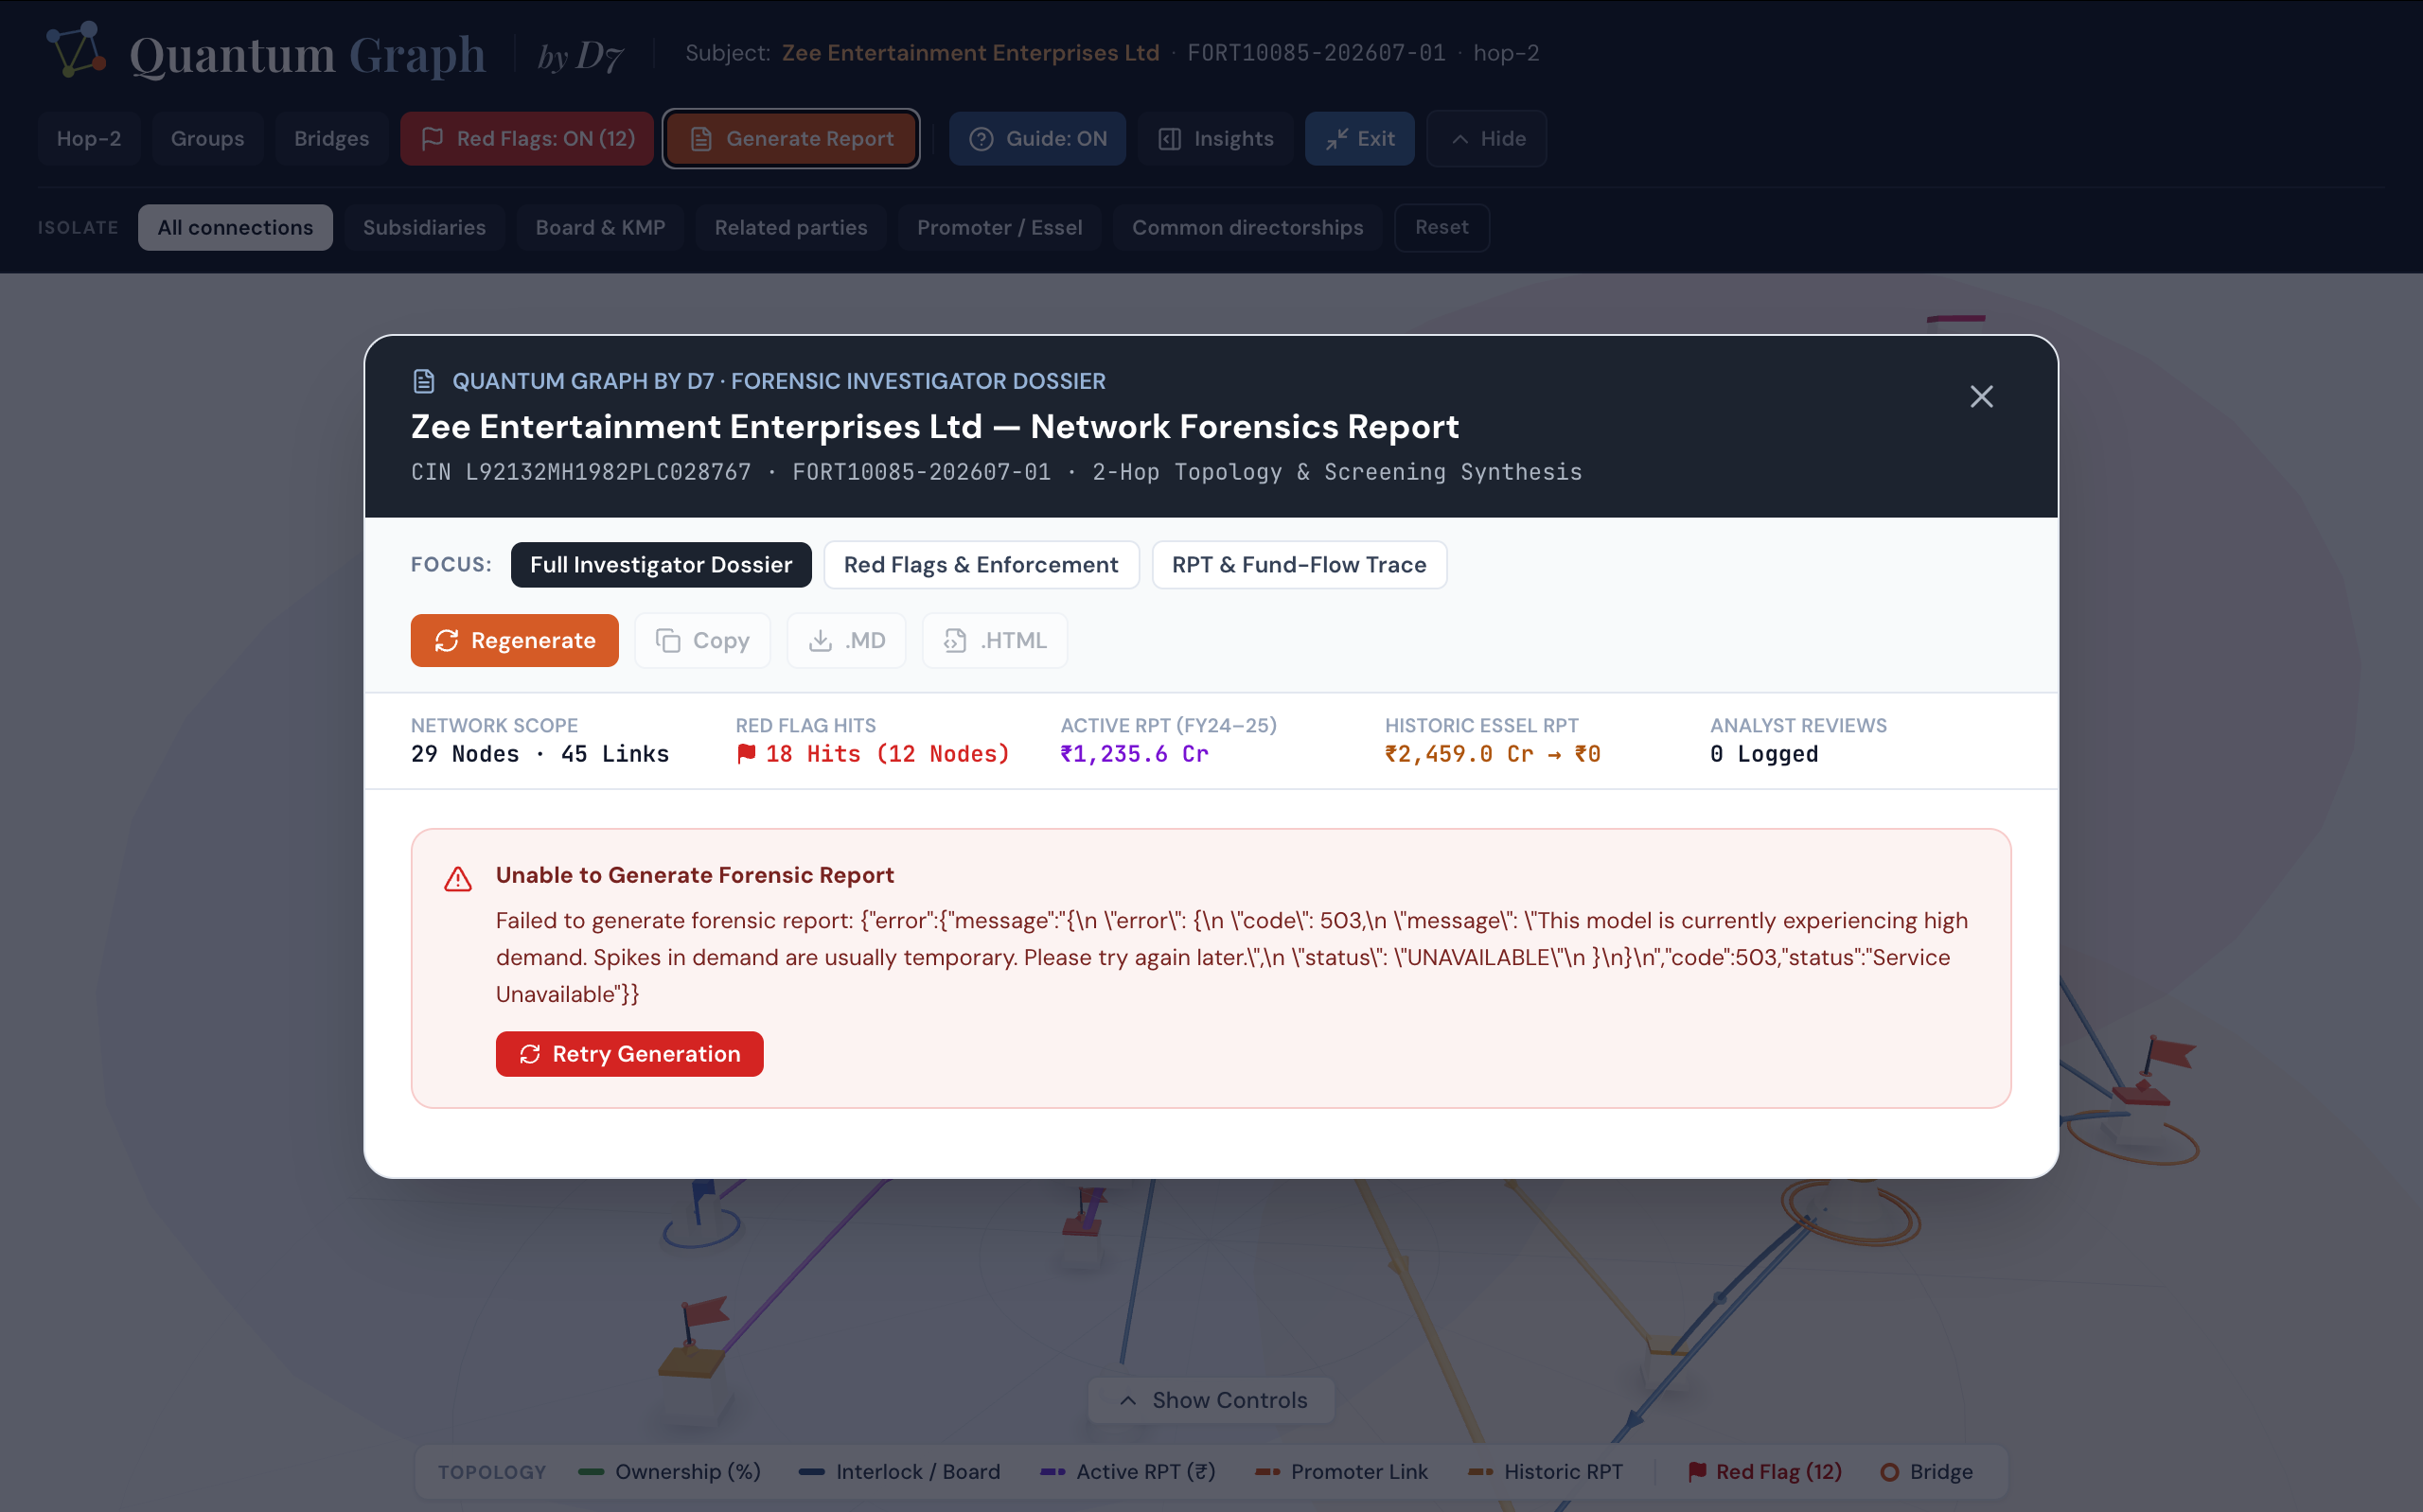 Quantum Graph by D7 Subject: Zee Entertainment Enterprises Ltd · FORT10085-202607-01 · hop-2
Hop-2 Groups Bridges Red Flags: ON (12) Generate Report Guide: ON Insights Exit Hide
ISOLATE All connections Subsidiaries Board & KMP Related parties Promoter / Essel Common directorships Reset
QUANTUM GRAPH BY D7 · FORENSIC INVESTIGATOR DOSSIER
Zee Entertainment Enterprises Ltd — Network Forensics Report
CIN L92132MH1982PLC028767 · FORT10085-202607-01 · 2-Hop Topology & Screening Synthesis
FOCUS: Full Investigator Dossier Red Flags & Enforcement RPT & Fund-Flow Trace
Regenerate Copy .MD .HTML
NETWORK SCOPE RED FLAG HITS ACTIVE RPT (FY24–25) HISTORIC ESSEL RPT ANALYST REVIEWS
29 Nodes · 45 Links 18 Hits (12 Nodes) ₹1,235.6 Cr ₹2,459.0 Cr → ₹0 0 Logged
Unable to Generate Forensic Report
Failed to generate forensic report: {"error":{"message":"{\n \"error\": {\n \"code\": 503,\n \"message\": \"This model is currently experiencing high
demand. Spikes in demand are usually temporary. Please try again later.\",\n \"status\": \"UNAVAILABLE\"\n }\n}\n","code":503,"status":"Service
Unavailable"}}
Retry Generation
Show Controls
TOPOLOGY Ownership (%) Interlock / Board Active RPT (₹) Promoter Link Historic RPT Red Flag (12) Bridge